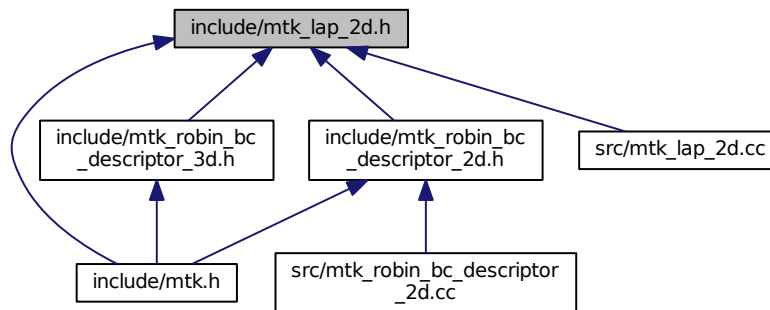 include/mtk_lap_2d.h
include/mtk_robin_bc
_descriptor_3d.h
include/mtk_robin_bc
_descriptor_2d.h
src/mtk_lap_2d.cc
include/mtk.h
src/mtk_robin_bc_descriptor
_2d.cc